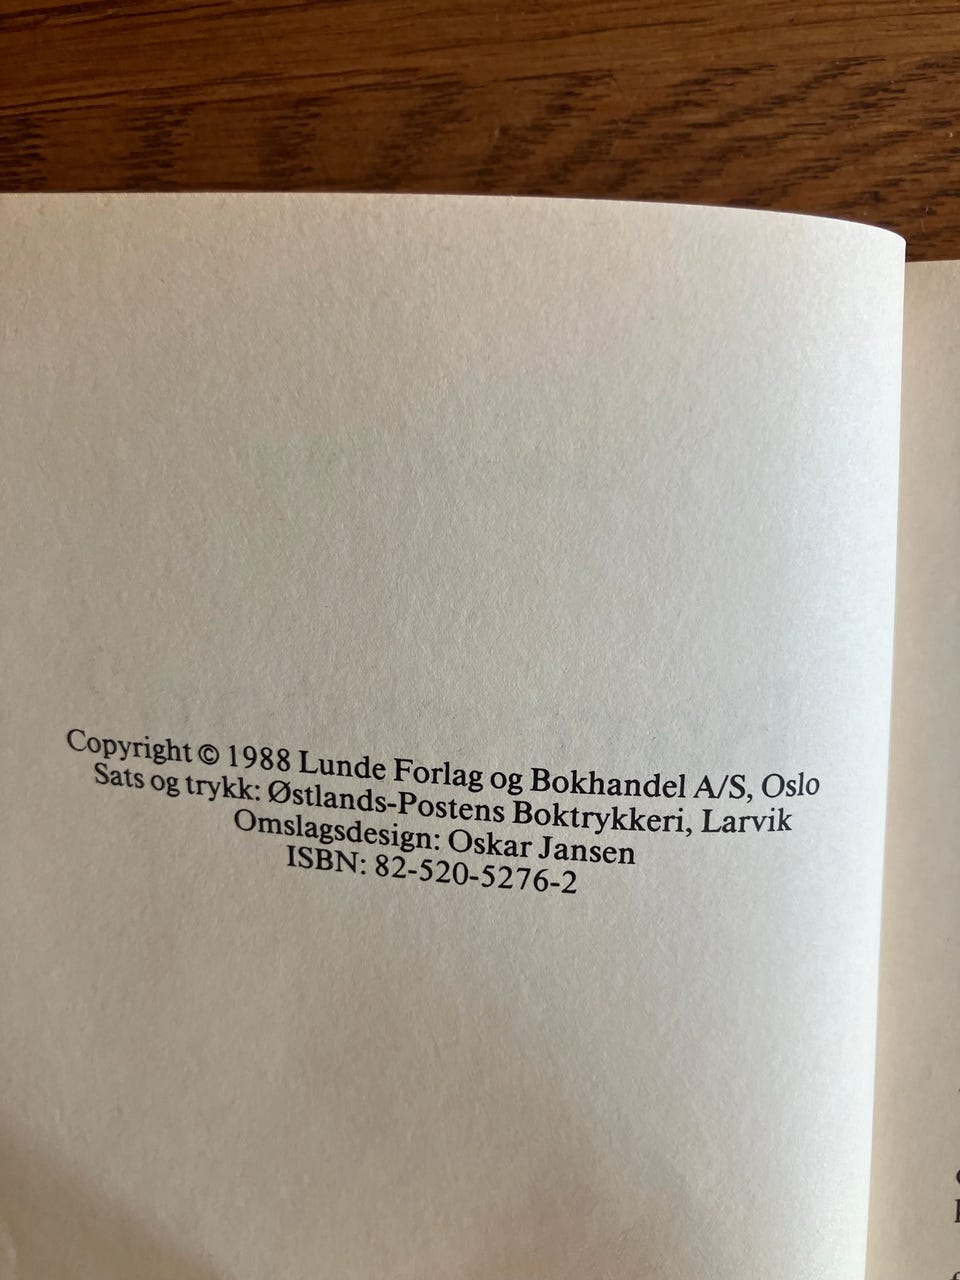 Copyright © 1988 Lunde Forlag og Bokhandel A/S, Oslo
Sats og trykk: Østlands-Postens Boktrykkeri, Larvik
Omslagsdesign: Oskar Jansen
ISBN: 82-520-5276-2